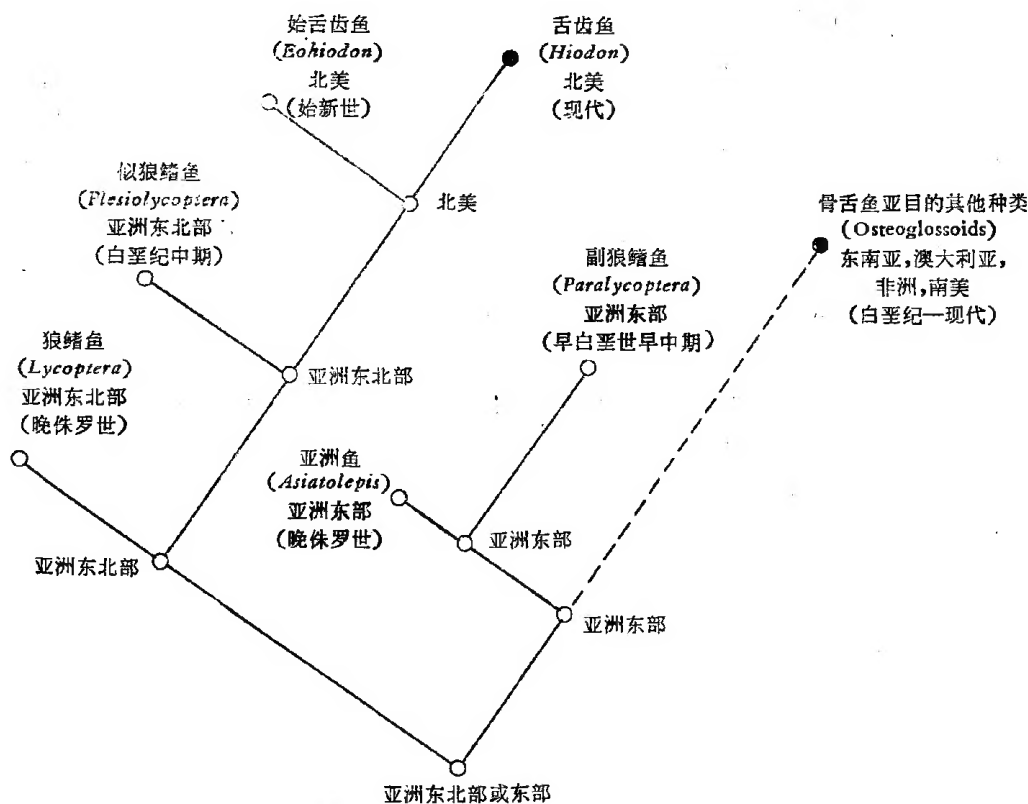 始舌齿鱼
(Eohiodon)
北美
(始新世)
舌齿鱼
(Hiodon)
北美
(现代)
似狼鳍鱼
(Plesiolycoptera)
亚洲东北部
(白垩纪中期)
北美
骨舌鱼亚目的其他种类
(Osteoglossoids)
东南亚,澳大利亚,
非洲,南美
(白垩纪—现代)
副狼鳍鱼
(Paralycoptera)
亚洲东部
(早白垩世早中期)
狼鳍鱼
(Lycoptera)
亚洲东北部
(晚侏罗世)
亚洲东北部
亚洲鱼
(Asiatolepis)
亚洲东部
(晚侏罗世)
亚洲东部
亚洲东北部
亚洲东部
亚洲东北部或东部